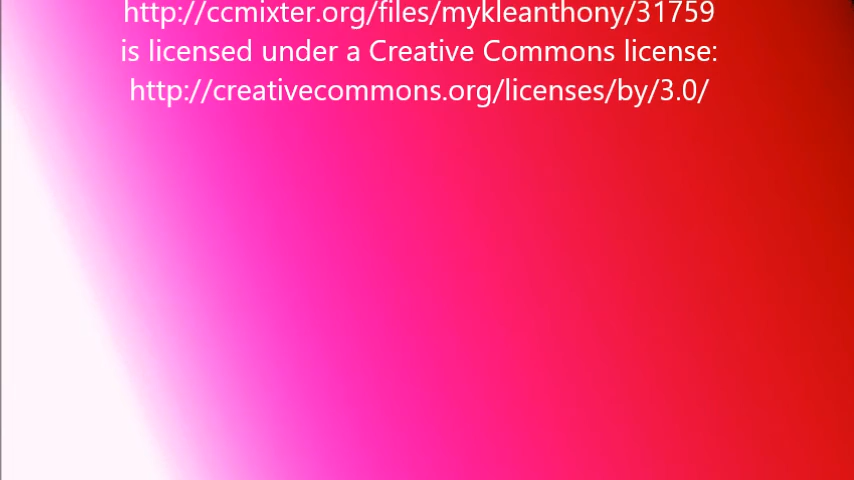 http://ccmixter.org/files/mykleanthony/31759
is licensed under a Creative Commons license:
http://creativecommons.org/licenses/by/3.0/